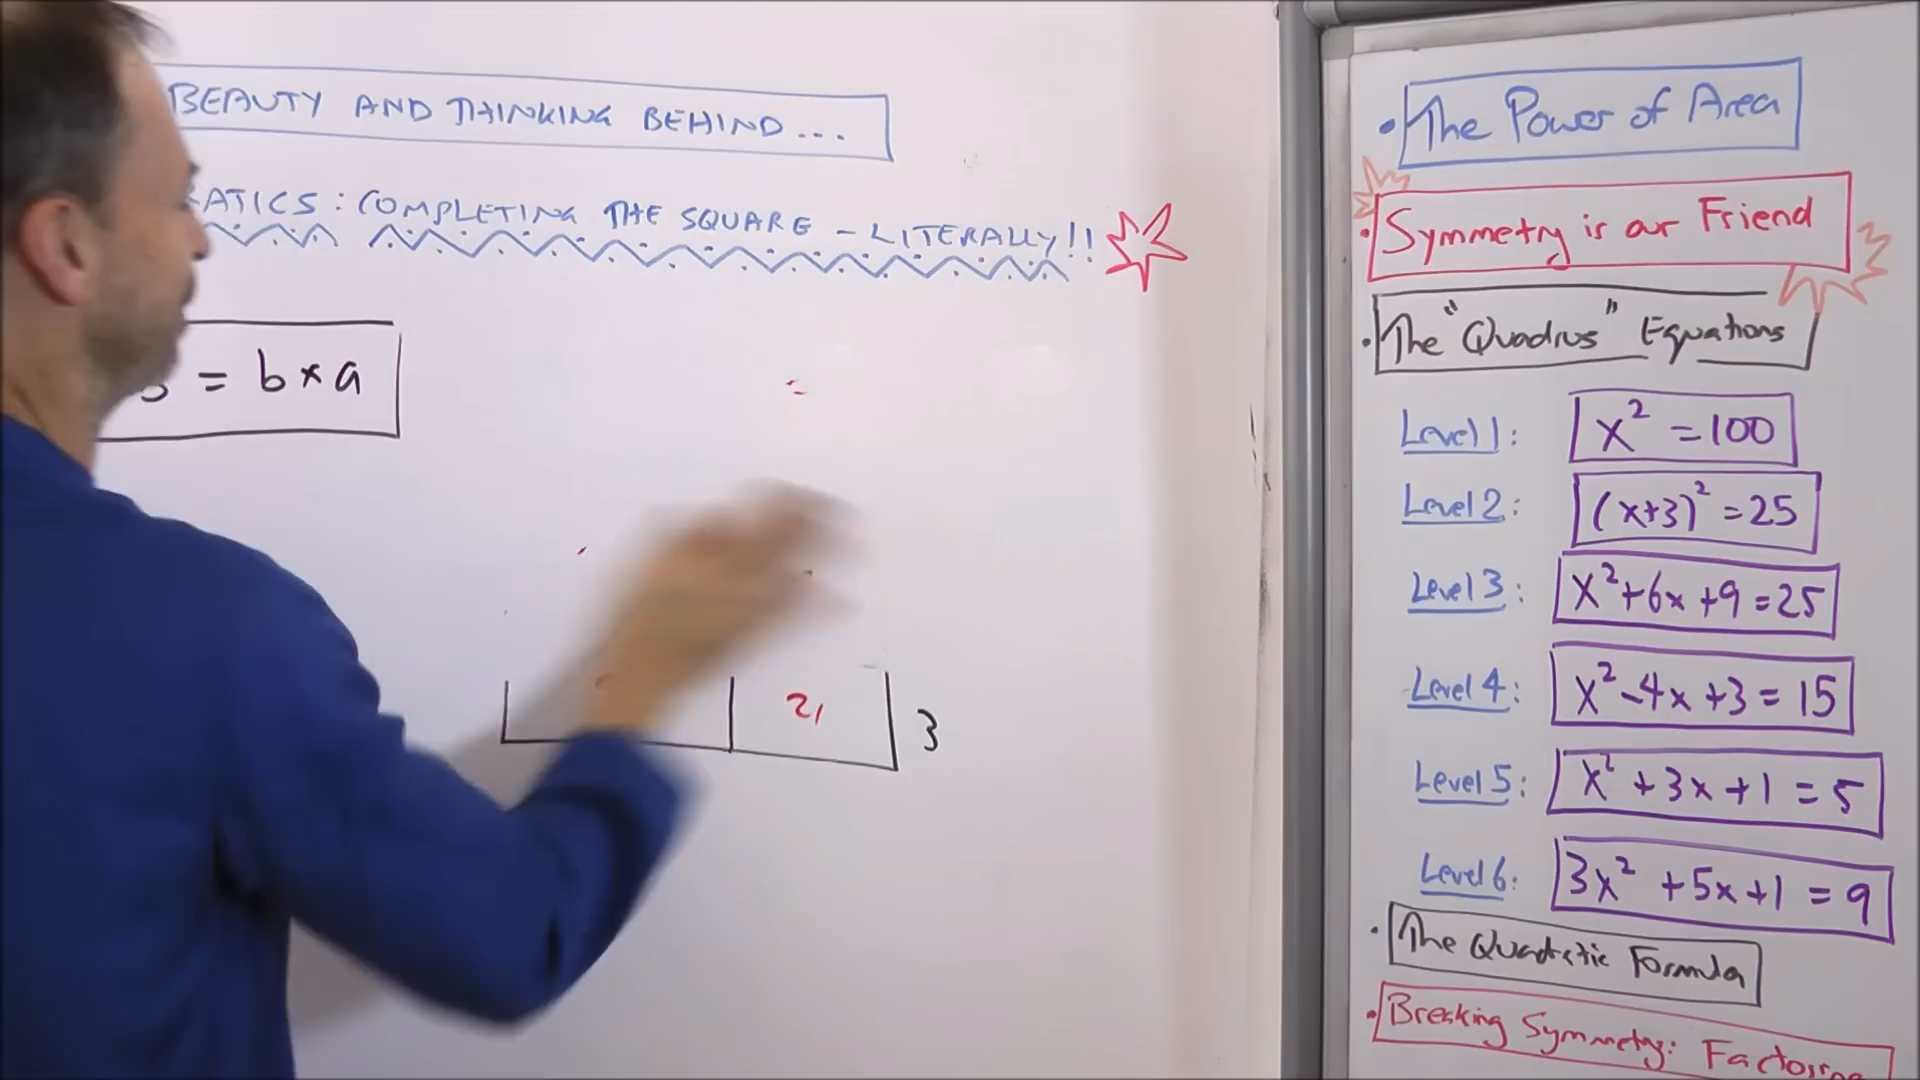 BEAUTY AND THINKING BEHIND...
ATICS: COMPLETING THE SQUARE - LITERALLY!!
= b×a
21
3
• The Power of Area
• Symmetry is our Friend
• The "Quadrus" Equations
Level 1: x² = 100
Level 2: (x+3)² = 25
Level 3: x²+6x+9=25
Level 4: x²-4x+3=15
Level 5: x²+3x+1=5
Level 6: 3x²+5x+1=9
• The Quadratic Formula
• Breaking Symmetry: Factoring